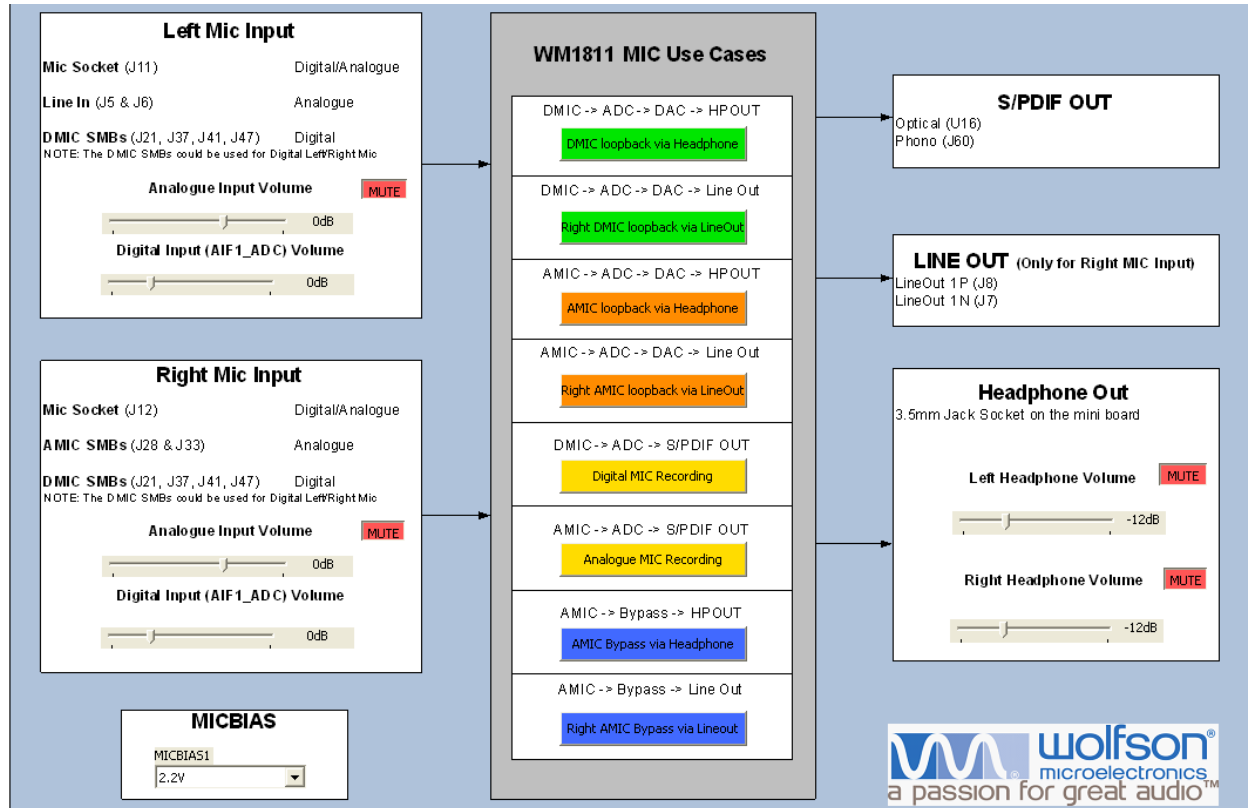 Left Mic Input
Mic Socket (J11) Digital/Analogue
Line In (J5 & J6) Analogue
DMIC SMBs (J21, J37, J41, J47) Digital
NOTE: The DMIC SMBs could be used for Digital Left/Right Mic
Analogue Input Volume MUTE
0dB
Digital Input (AIF1_ADC) Volume
0dB
Right Mic Input
Mic Socket (J12) Digital/Analogue
AMIC SMBs (J28 & J33) Analogue
DMIC SMBs (J21, J37, J41, J47) Digital
NOTE: The DMIC SMBs could be used for Digital Left/Right Mic
Analogue Input Volume MUTE
0dB
Digital Input (AIF1_ADC) Volume
0dB
MICBIAS
MICBIAS1
2.2V
WM1811 MIC Use Cases
DMIC -> ADC -> DAC -> HPOUT
DMIC loopback via Headphone
DMIC -> ADC -> DAC -> Line Out
Right DMIC loopback via LineOut
AMIC -> ADC -> DAC -> HPOUT
AMIC loopback via Headphone
AMIC -> ADC -> DAC -> Line Out
Right AMIC loopback via LineOut
DMIC -> ADC -> S/PDIF OUT
Digital MIC Recording
AMIC -> ADC -> S/PDIF OUT
Analogue MIC Recording
AMIC -> Bypass -> HPOUT
AMIC Bypass via Headphone
AMIC -> Bypass -> Line Out
Right AMIC Bypass via Lineout
S/PDIF OUT
Optical (U16)
Phono (J60)
LINE OUT (Only for Right MIC Input)
LineOut 1P (J8)
LineOut 1N (J7)
Headphone Out
3.5mm Jack Socket on the mini board
Left Headphone Volume MUTE
-12dB
Right Headphone Volume MUTE
-12dB
wolfson®
microelectronics
a passion for great audio™